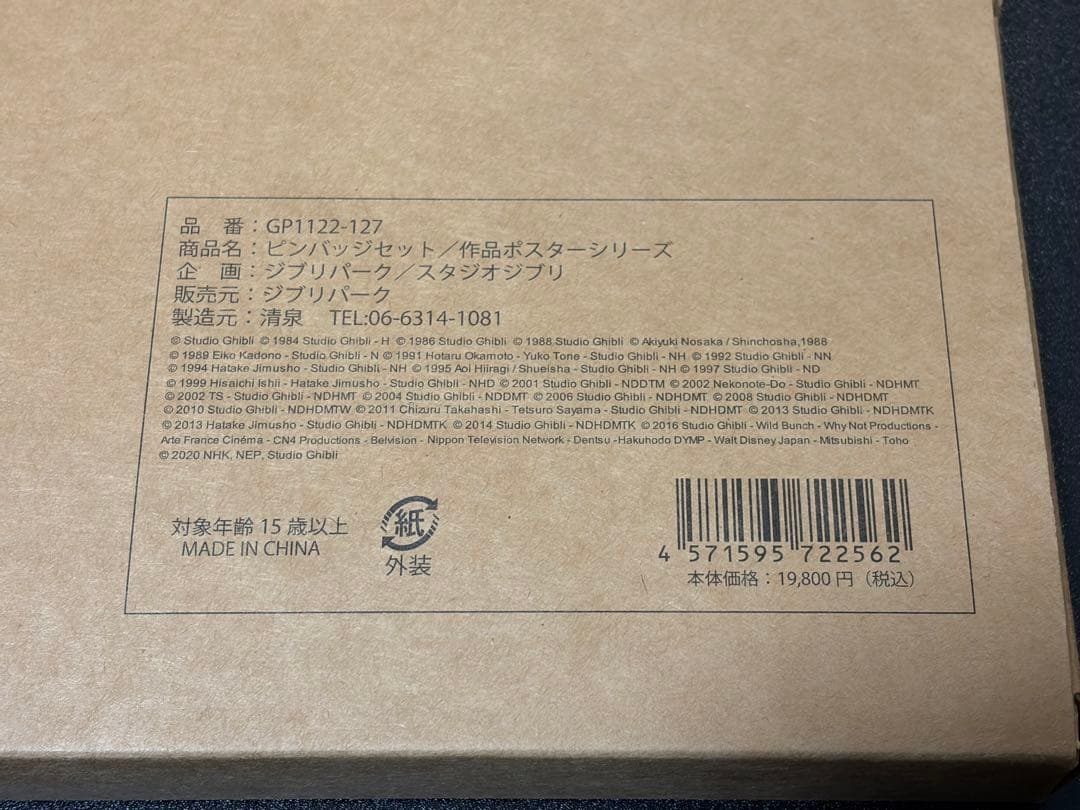 品 番：GP1122-127
商品名：ピンバッジセット／作品ポスターシリーズ
企 画：ジブリパーク／スタジオジブリ
販売元：ジブリパーク
製造元：清泉 TEL:06-6314-1081
© Studio Ghibli © 1984 Studio Ghibli - H © 1986 Studio Ghibli © 1988 Studio Ghibli © Akiyuki Nosaka / Shinchosha,1988
© 1989 Eiko Kadono - Studio Ghibli - N © 1991 Hotaru Okamoto - Yuko Tone - Studio Ghibli - NH © 1992 Studio Ghibli - NN
© 1994 Hatake Jimusho - Studio Ghibli - NH © 1995 Aoi Hiiragi / Shueisha - Studio Ghibli - NH © 1997 Studio Ghibli - ND
© 1999 Hisaichi Ishii - Hatake Jimusho - Studio Ghibli - NHD © 2001 Studio Ghibli - NDDTM © 2002 Nekonote-Do - Studio Ghibli - NDHMT
© 2002 TS - Studio Ghibli - NDHMT © 2004 Studio Ghibli - NDDMT © 2006 Studio Ghibli - NDHDMT © 2008 Studio Ghibli - NDHDMT
© 2010 Studio Ghibli - NDHDMTW © 2011 Chizuru Takahashi - Tetsuro Sayama - Studio Ghibli - NDHDMT © 2013 Studio Ghibli - NDHDMTK
© 2013 Hatake Jimusho - Studio Ghibli - NDHDMTK © 2014 Studio Ghibli - NDHDMTK © 2016 Studio Ghibli - Wild Bunch - Why Not Productions -
Arte France Cinéma - CN4 Productions - Belvision - Nippon Television Network - Dentsu -Hakuhodo DYMP - Walt Disney Japan - Mitsubishi - Toho
© 2020 NHK, NEP, Studio Ghibli
対象年齢 15 歳以上
MADE IN CHINA
紙
外装
4 571595 722562
本体価格：19,800 円（税込）